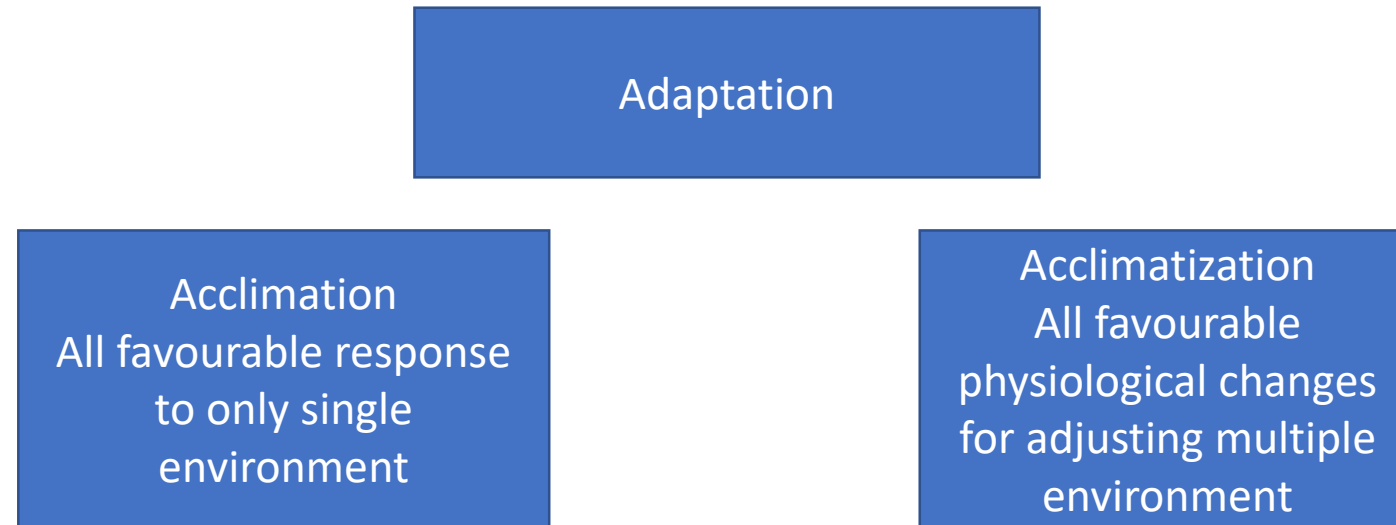 Adaptation
Acclimation
All favourable response
to only single
environment
Acclimatization
All favourable
physiological changes
for adjusting multiple
environment